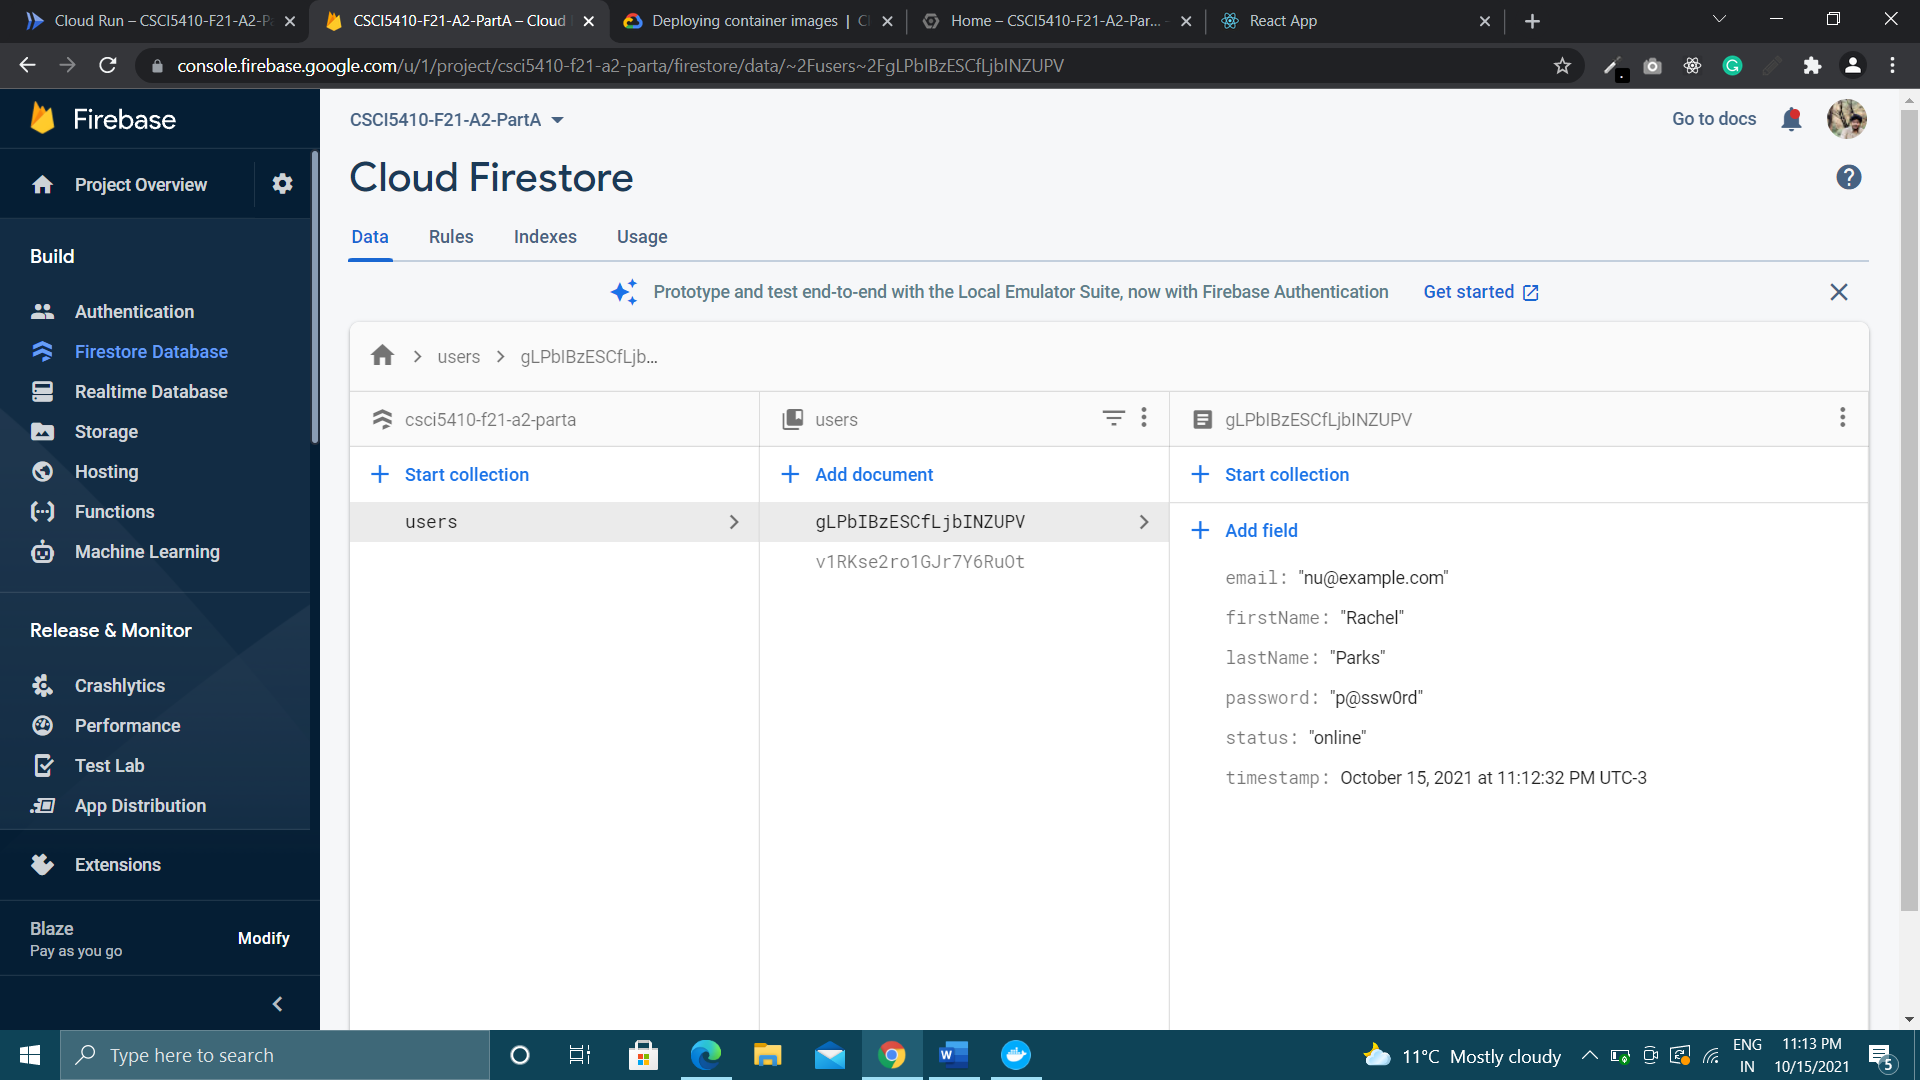 Cloud Run – CSCI5410-F21-A2-P
CSCI5410-F21-A2-PartA – Cloud
Deploying container images |
Home – CSCI5410-F21-A2-Par...
React App
console.firebase.google.com/u/1/project/csci5410-f21-a2-parta/firestore/data/~2Fusers~2FgLPbIBzESCfLjbINZUPV
Firebase
CSCI5410-F21-A2-PartA
Go to docs
Project Overview
Cloud Firestore
Data Rules Indexes Usage
Build
Prototype and test end-to-end with the Local Emulator Suite, now with Firebase Authentication Get started
Authentication
Firestore Database
Realtime Database
Storage
Hosting
Functions
Machine Learning
Release & Monitor
Crashlytics
Performance
Test Lab
App Distribution
Extensions
Blaze
Pay as you go
Modify
users gLPbIBzESCfLjb...
csci5410-f21-a2-parta
Start collection
users
users
Add document
gLPbIBzESCfLjbINZUPV
v1RKse2ro1GJr7Y6RuOt
gLPbIBzESCfLjbINZUPV
Start collection
Add field
email: "nu@example.com"
firstName: "Rachel"
lastName: "Parks"
password: "p@ssw0rd"
status: "online"
timestamp: October 15, 2021 at 11:12:32 PM UTC-3
Type here to search
11°C Mostly cloudy
ENG
IN
11:13 PM
10/15/2021
5